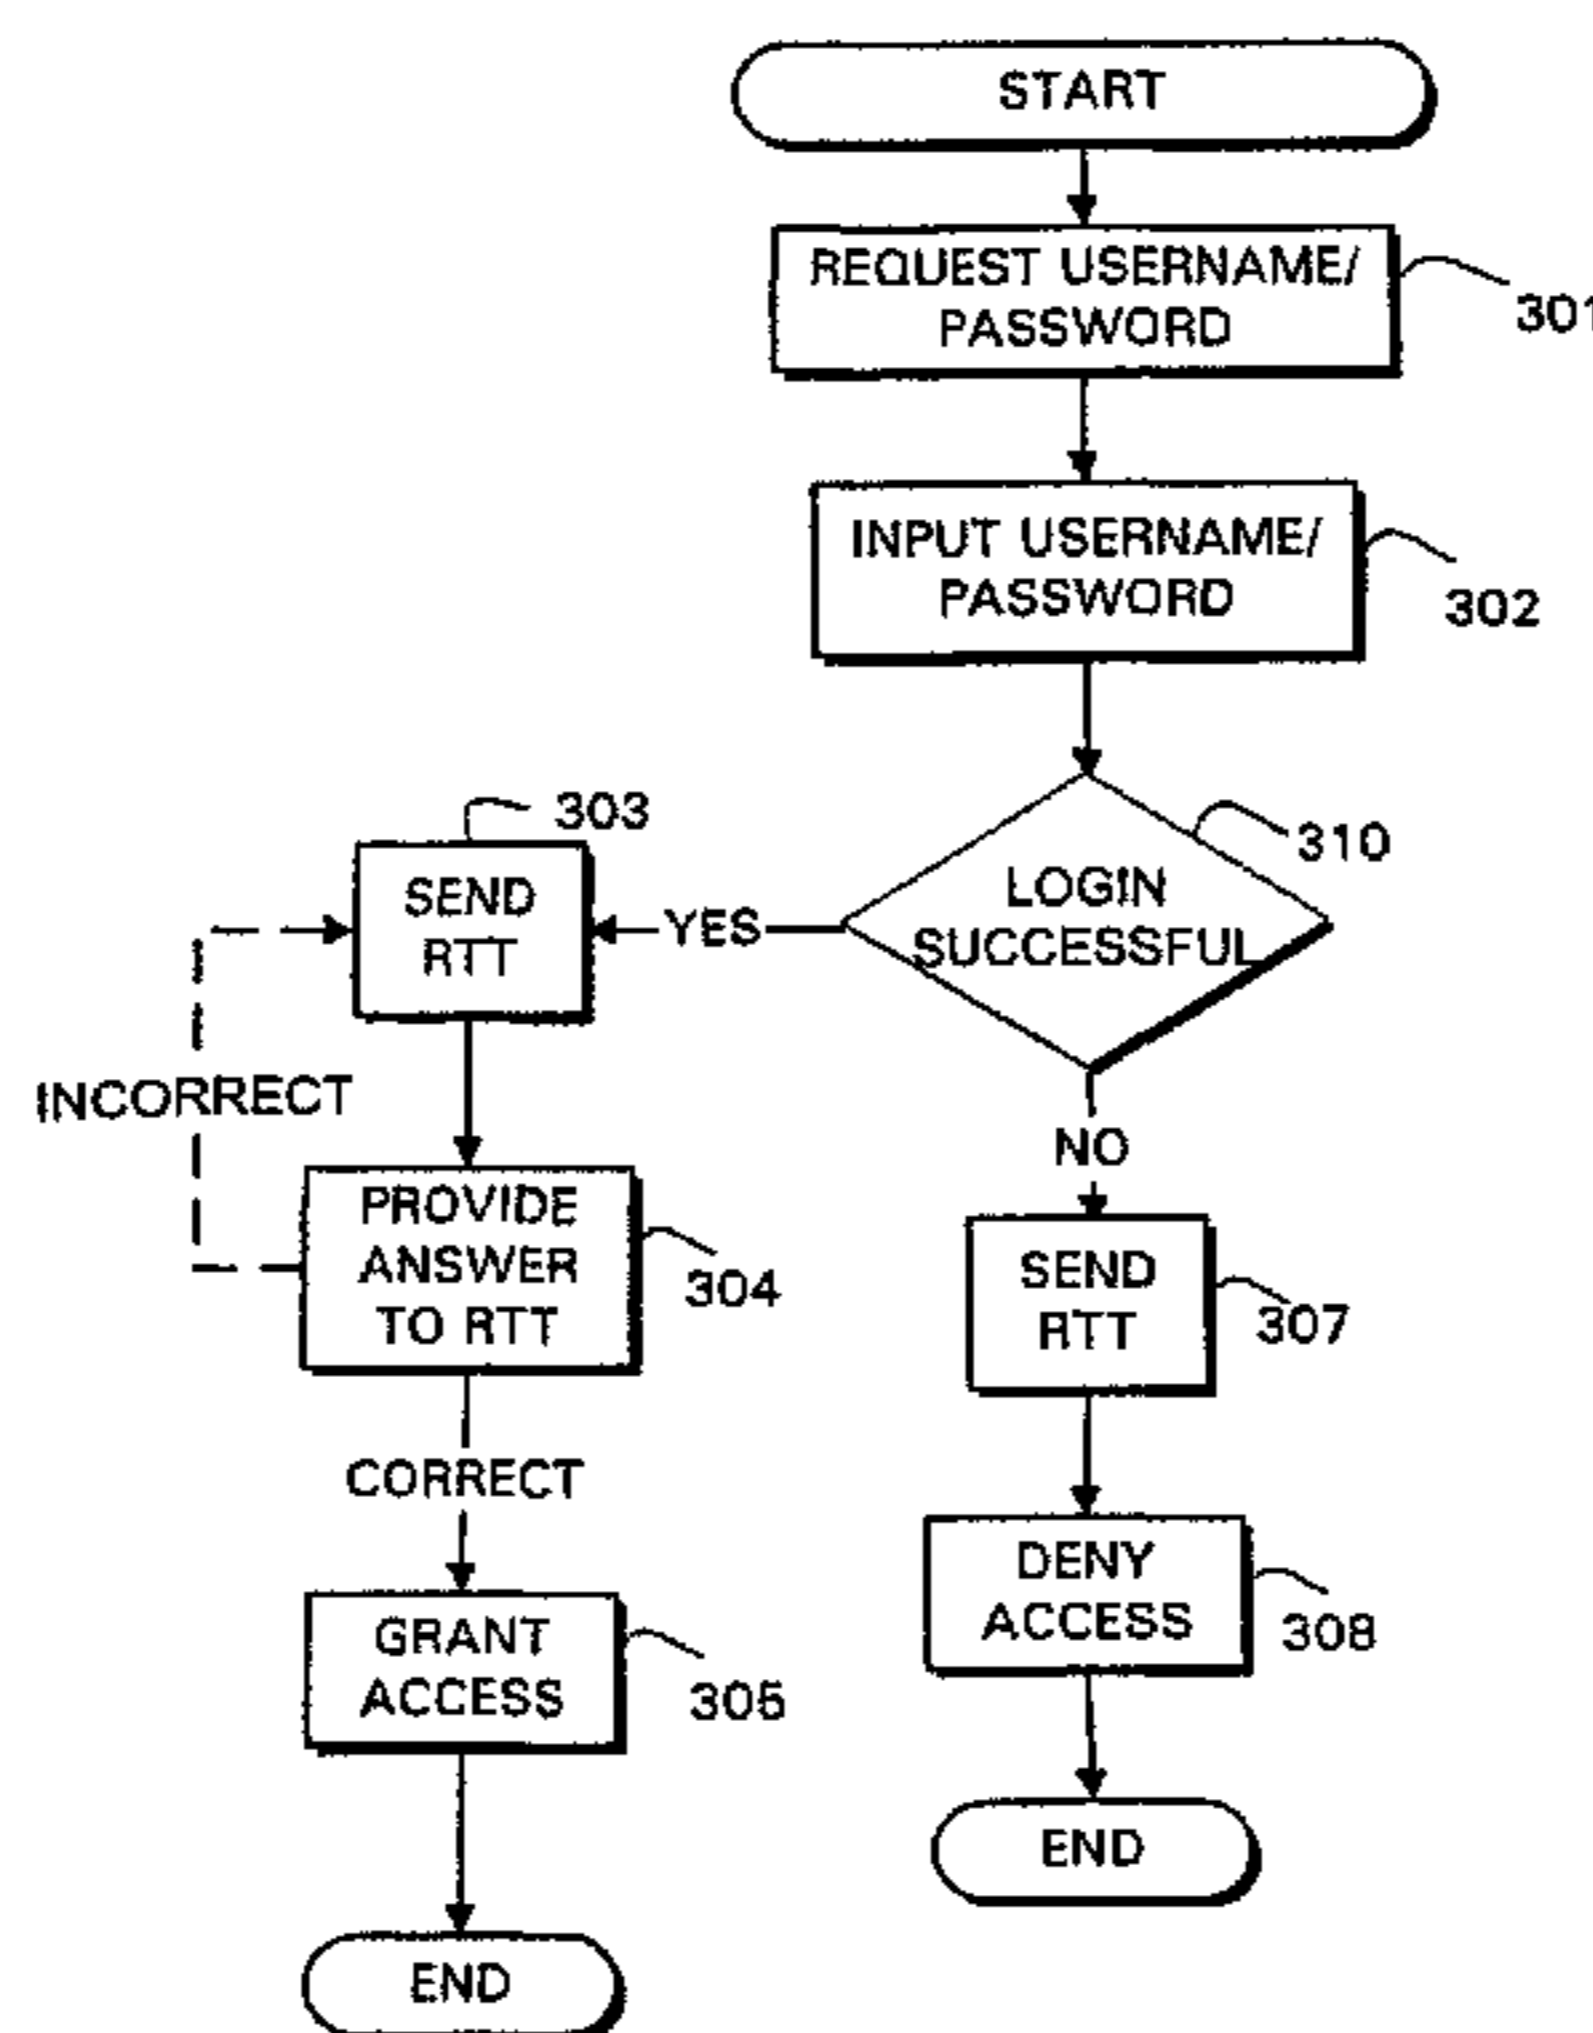 START
REQUEST USERNAME/
PASSWORD
301
INPUT USERNAME/
PASSWORD
302
303
310
SEND
RTT
YES
LOGIN
SUCCESSFUL
INCORRECT
NO
PROVIDE
ANSWER
TO RTT
304
SEND
RTT
307
CORRECT
DENY
ACCESS
308
GRANT
ACCESS
305
END
END